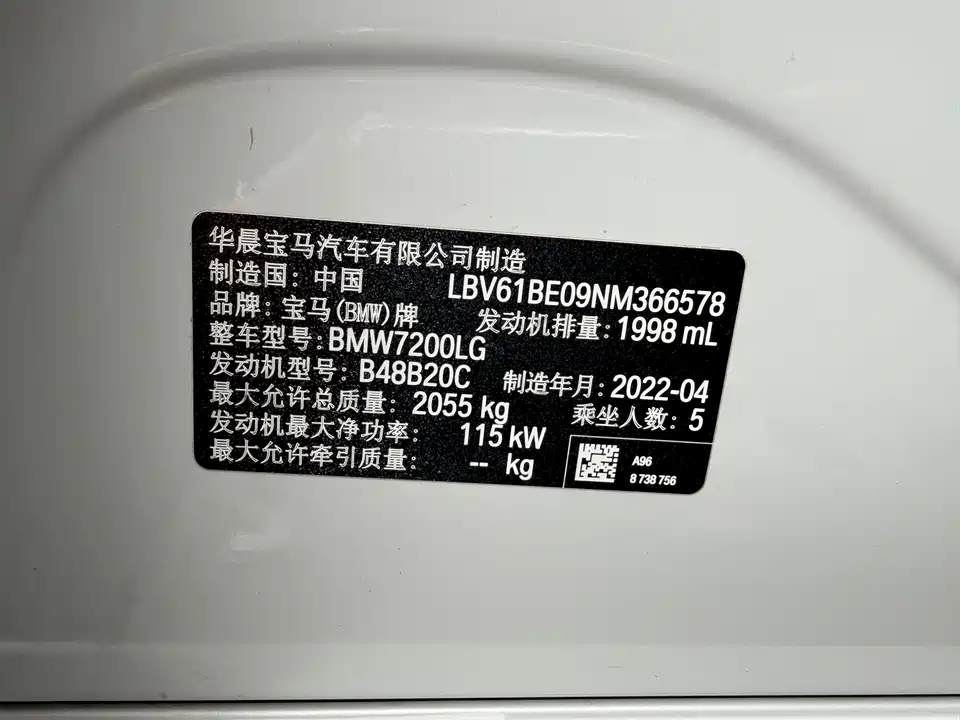 华晨宝马汽车有限公司制造
制造国：中国 LBV61BE09NM366578
品牌：宝马(BMW)牌 发动机排量：1998 mL
整车型号：BMW7200LG
发动机型号：B48B20C 制造年月：2022-04
最大允许总质量：2055 kg 乘坐人数：5
发动机最大净功率：115 kW
最大允许牵引质量：-- kg
A96
8 738 756